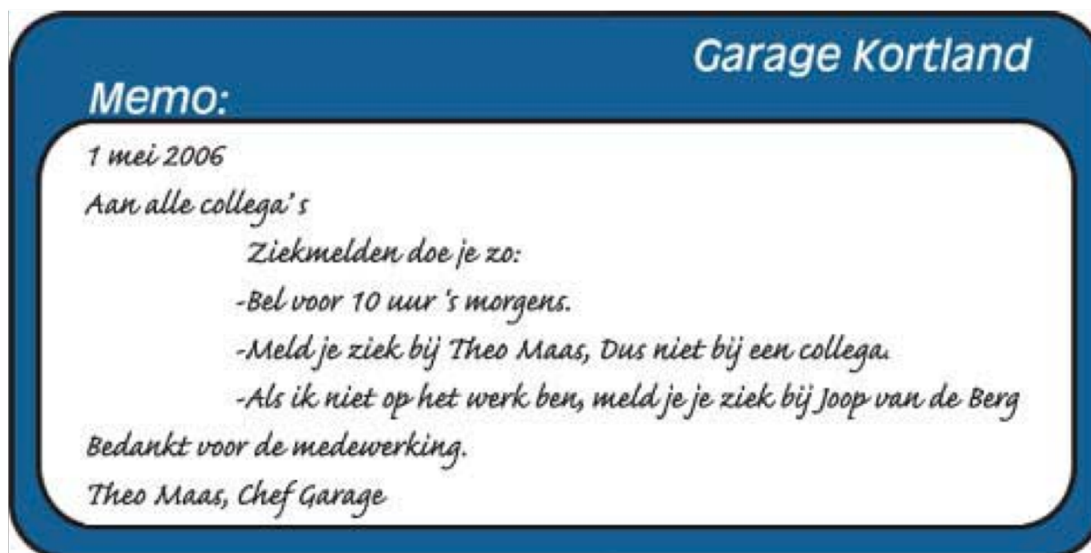 Garage Kortland
Memo:
1 mei 2006
Aan alle collega's
Ziekmelden doe je zo:
-Bel voor 10 uur 's morgens.
-Meld je ziek bij Theo Maas, Dus niet bij een collega.
-Als ik niet op het werk ben, meld je je ziek bij Joop van de Berg
Bedankt voor de medewerking.
Theo Maas, Chef Garage